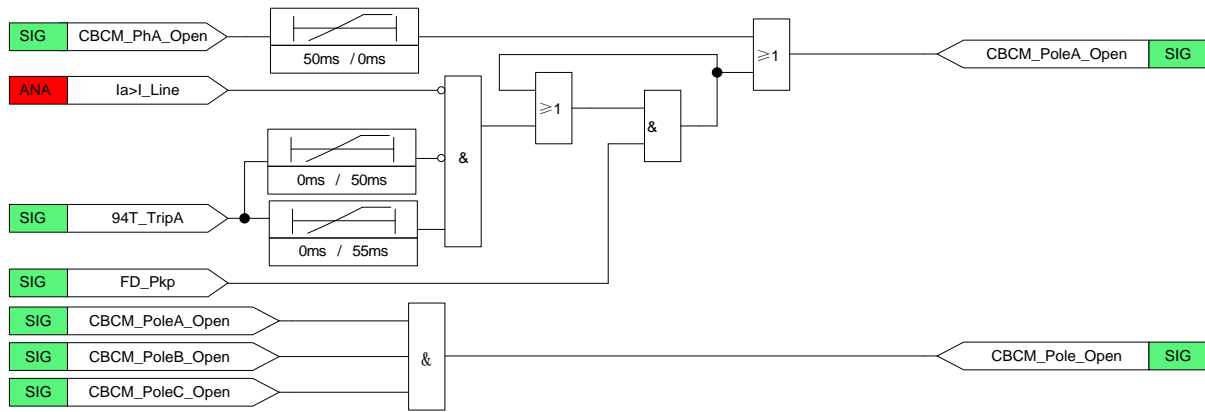 SIG CBCM_PhA_Open
50ms / 0ms
≥1
CBCM_PoleA_Open SIG
ANA Ia>I_Line
≥1
&
&
0ms / 50ms
SIG 94T_TripA
0ms / 55ms
SIG FD_Pkp
SIG CBCM_PoleA_Open
SIG CBCM_PoleB_Open
&
CBCM_Pole_Open SIG
SIG CBCM_PoleC_Open